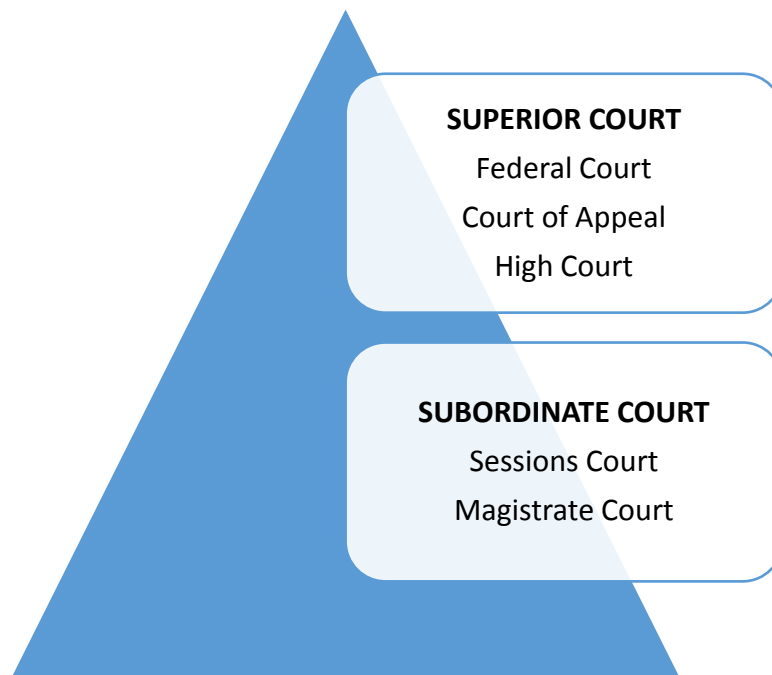 SUPERIOR COURT
Federal Court
Court of Appeal
High Court
SUBORDINATE COURT
Sessions Court
Magistrate Court